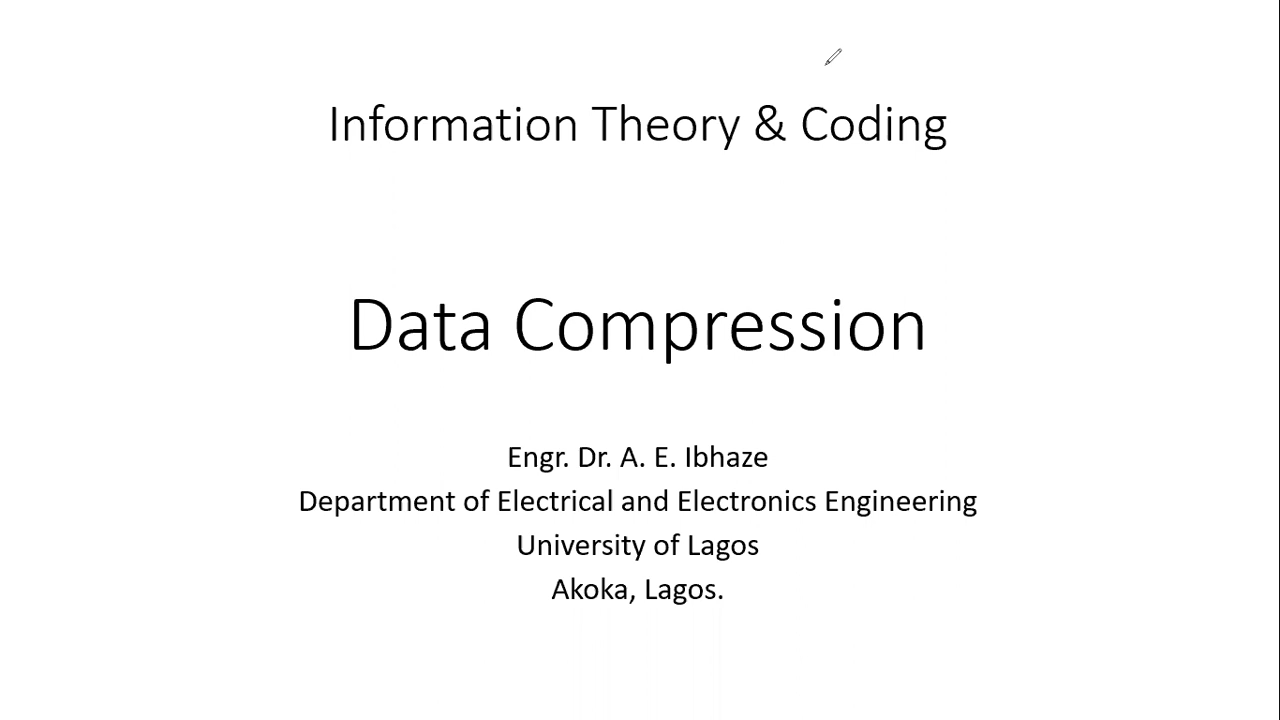 Information Theory & Coding
Data Compression
Engr. Dr. A. E. Ibhaze
Department of Electrical and Electronics Engineering
University of Lagos
Akoka, Lagos.